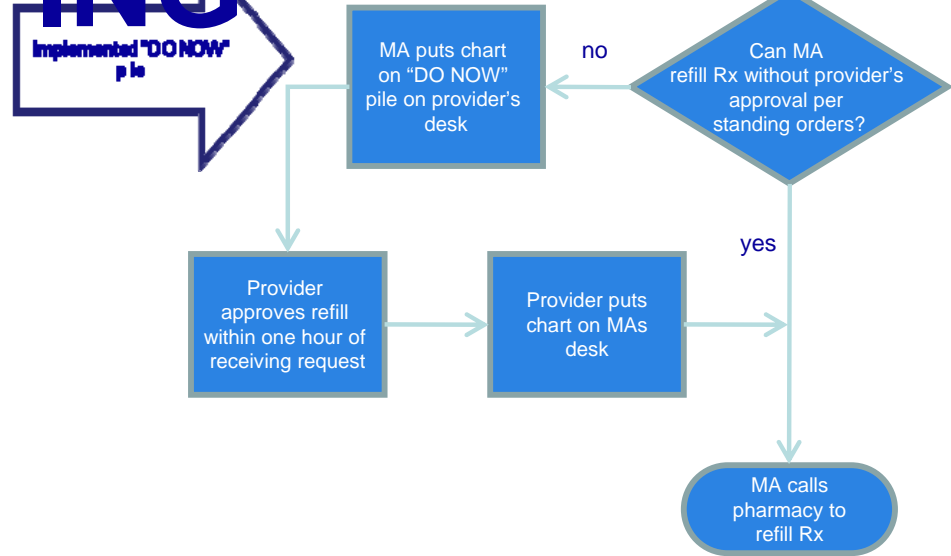 ING
Implemented "DO NOW"
pile
MA puts chart
on “DO NOW”
pile on provider’s
desk
no
Can MA
refill Rx without provider’s
approval per
standing orders?
yes
Provider
approves refill
within one hour of
receiving request
Provider puts
chart on MAs
desk
MA calls
pharmacy to
refill Rx